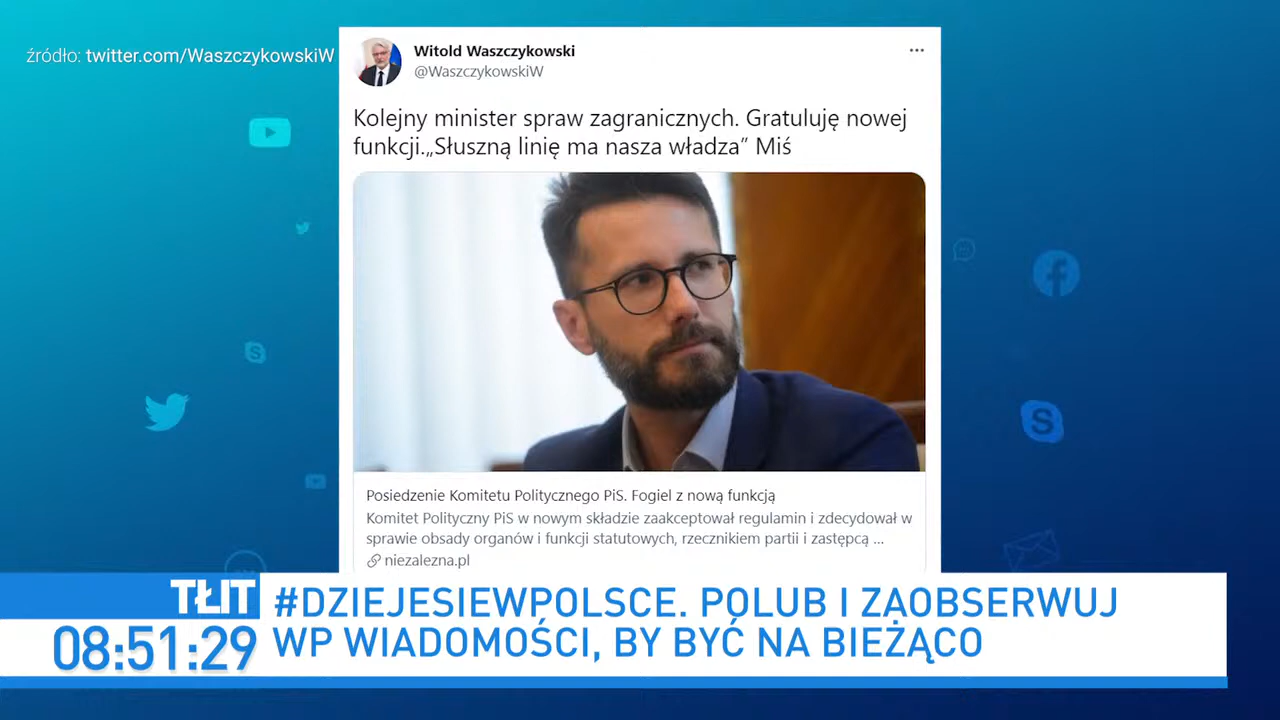 źródło: twitter.com/WaszczykowskiW
Witold Waszczykowski
@WaszczykowskiW
Kolejny minister spraw zagranicznych. Gratuluję nowej
funkcji.„Słuszną linię ma nasza władza” Miś
Posiedzenie Komitetu Politycznego PiS. Fogiel z nową funkcją
Komitet Polityczny PiS w nowym składzie zaakceptował regulamin i zdecydował w
sprawie obsady organów i funkcji statutowych, rzecznikiem partii i zastępcą ...
niezalezna.pl
TŁIT
08:51:29
#DZIEJESIEWPOLSCE. POLUB I ZAOBSERWUJ
WP WIADOMOŚCI, BY BYĆ NA BIEŻĄCO